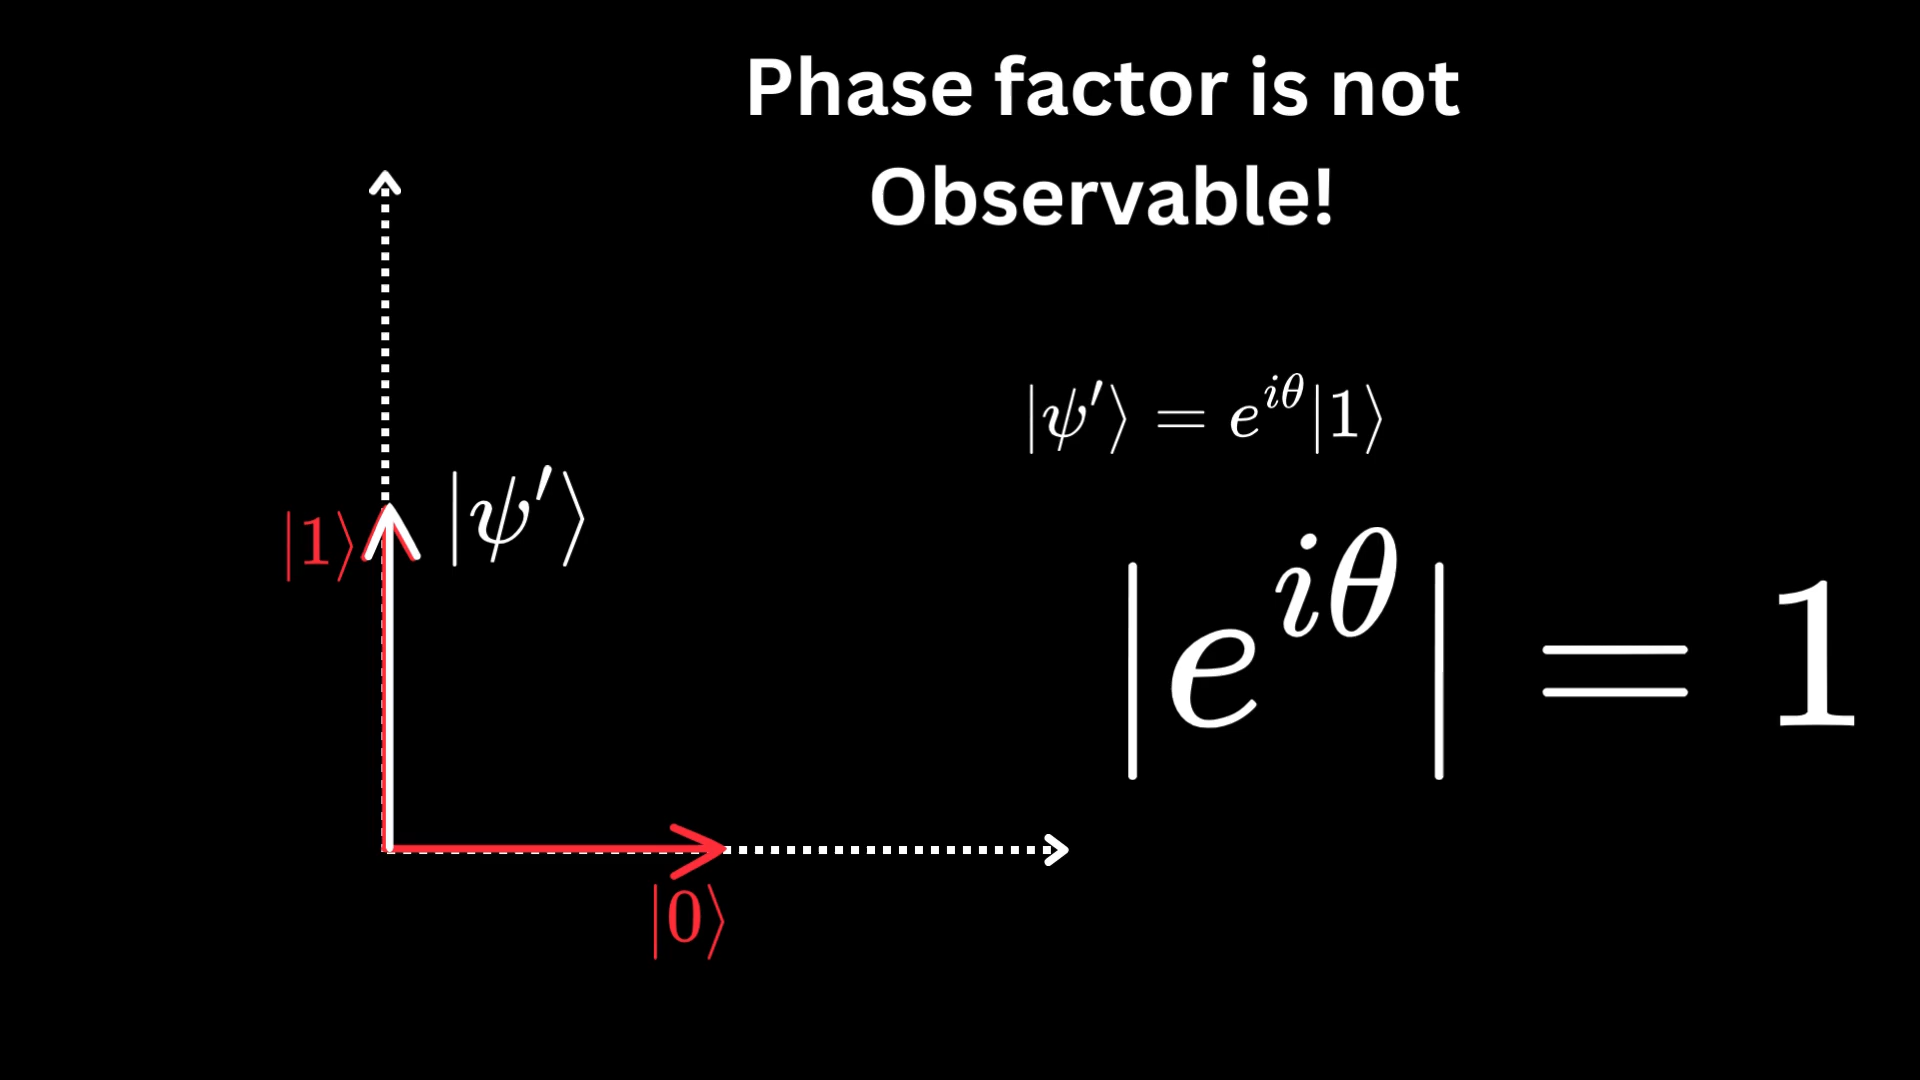 Phase factor is not
Observable!
|ψ′⟩ = e^{iθ}|1⟩
|1⟩
|ψ′⟩
|e^{iθ}| = 1
|0⟩